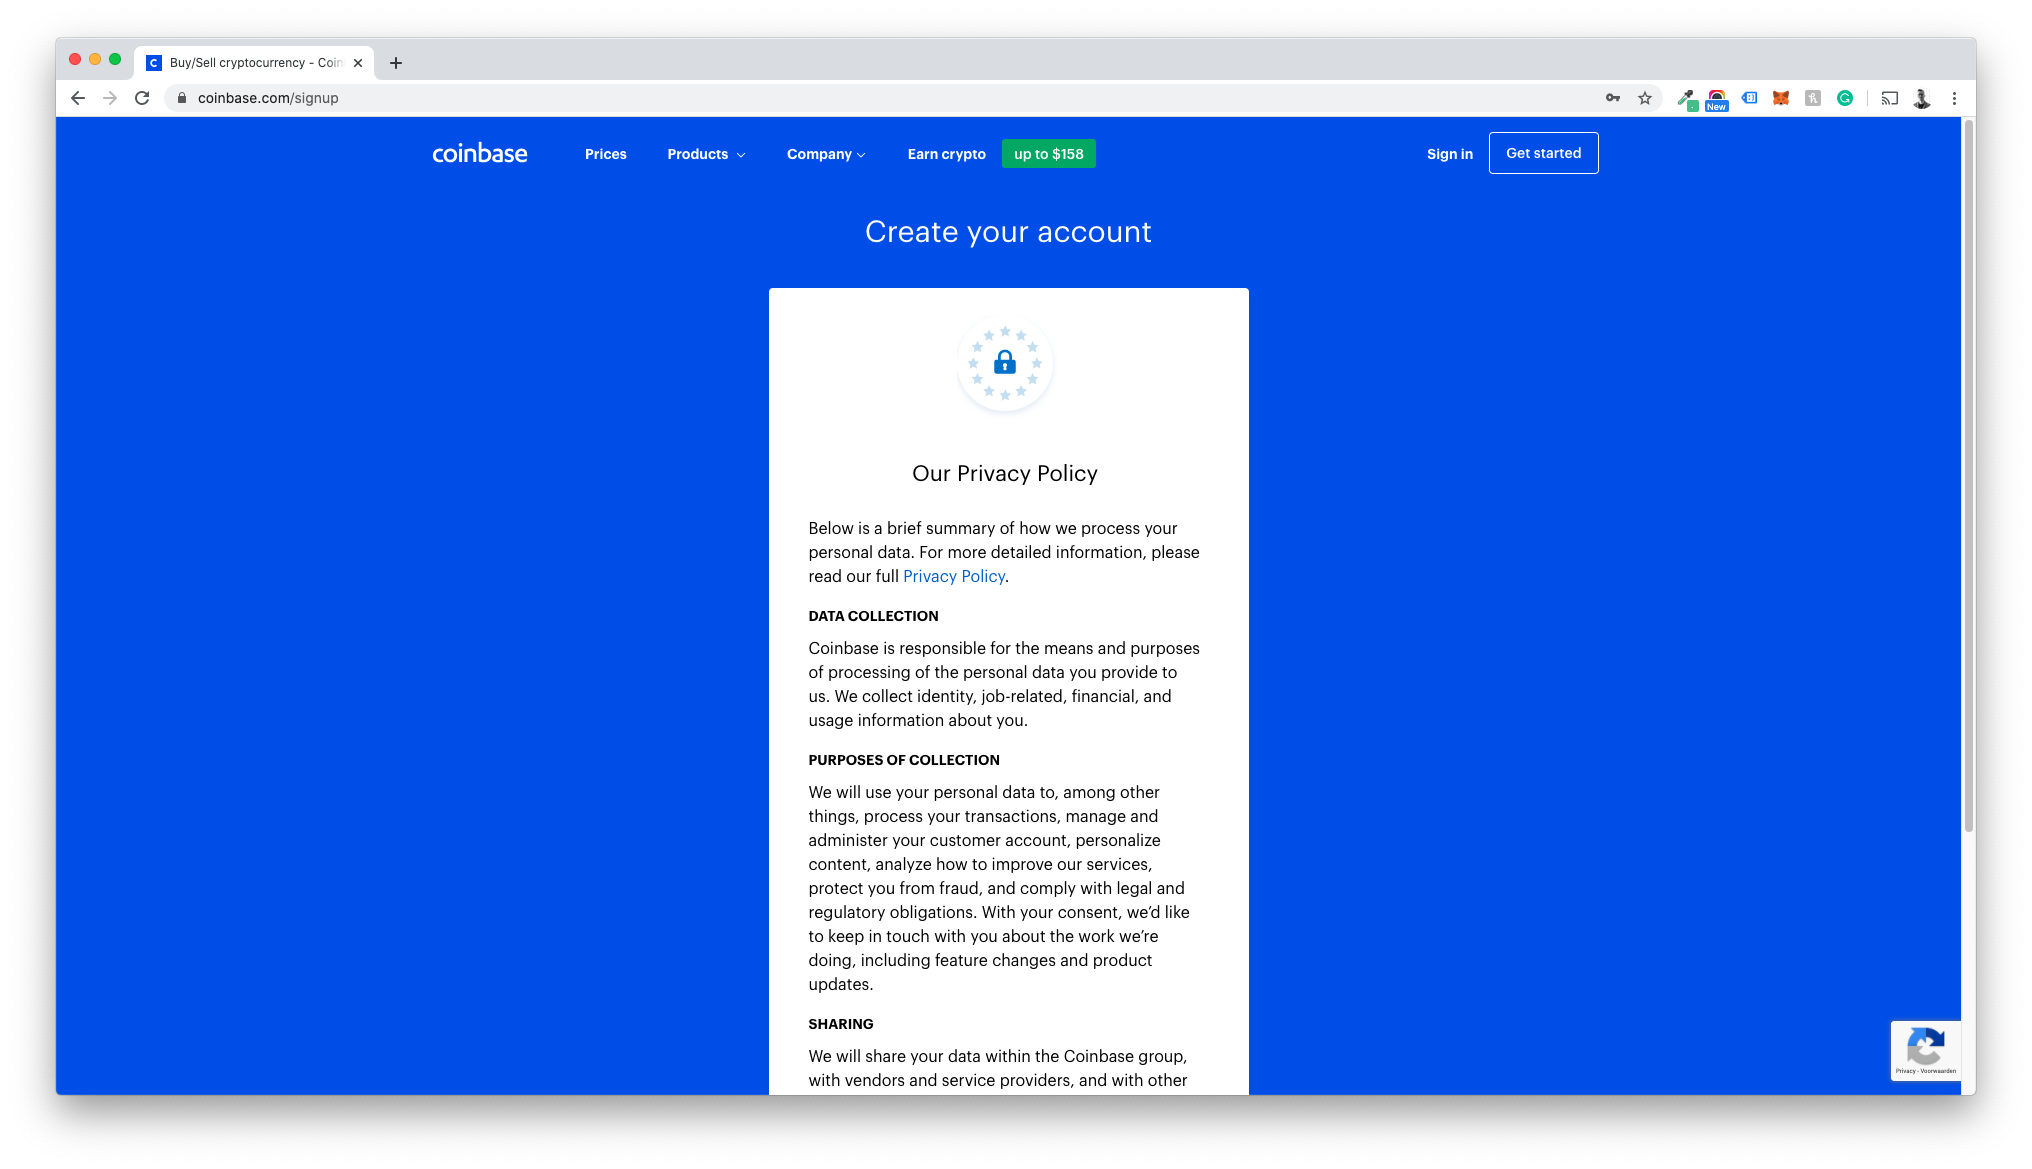 Buy/Sell cryptocurrency - Coin
coinbase.com/signup
New
coinbase
Prices
Products
Company
Earn crypto
up to $158
Sign in
Get started
Create your account
Our Privacy Policy
Below is a brief summary of how we process your
personal data. For more detailed information, please
read our full Privacy Policy.
DATA COLLECTION
Coinbase is responsible for the means and purposes
of processing of the personal data you provide to
us. We collect identity, job-related, financial, and
usage information about you.
PURPOSES OF COLLECTION
We will use your personal data to, among other
things, process your transactions, manage and
administer your customer account, personalize
content, analyze how to improve our services,
protect you from fraud, and comply with legal and
regulatory obligations. With your consent, we’d like
to keep in touch with you about the work we’re
doing, including feature changes and product
updates.
SHARING
We will share your data within the Coinbase group,
with vendors and service providers, and with other
Privacy - Voorwaarden